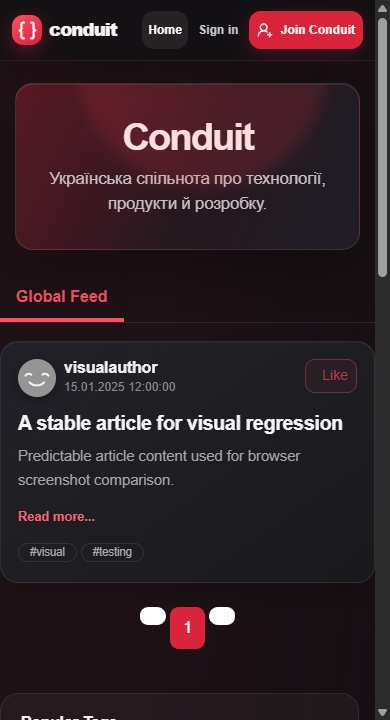 { } conduit
Home
Sign in
Join Conduit
Conduit
Українська спільнота про технології,
продукти й розробку.
Global Feed
visualauthor
15.01.2025 12:00:00
Like
A stable article for visual regression
Predictable article content used for browser
screenshot comparison.
Read more...
#visual
#testing
1
Popular Tags